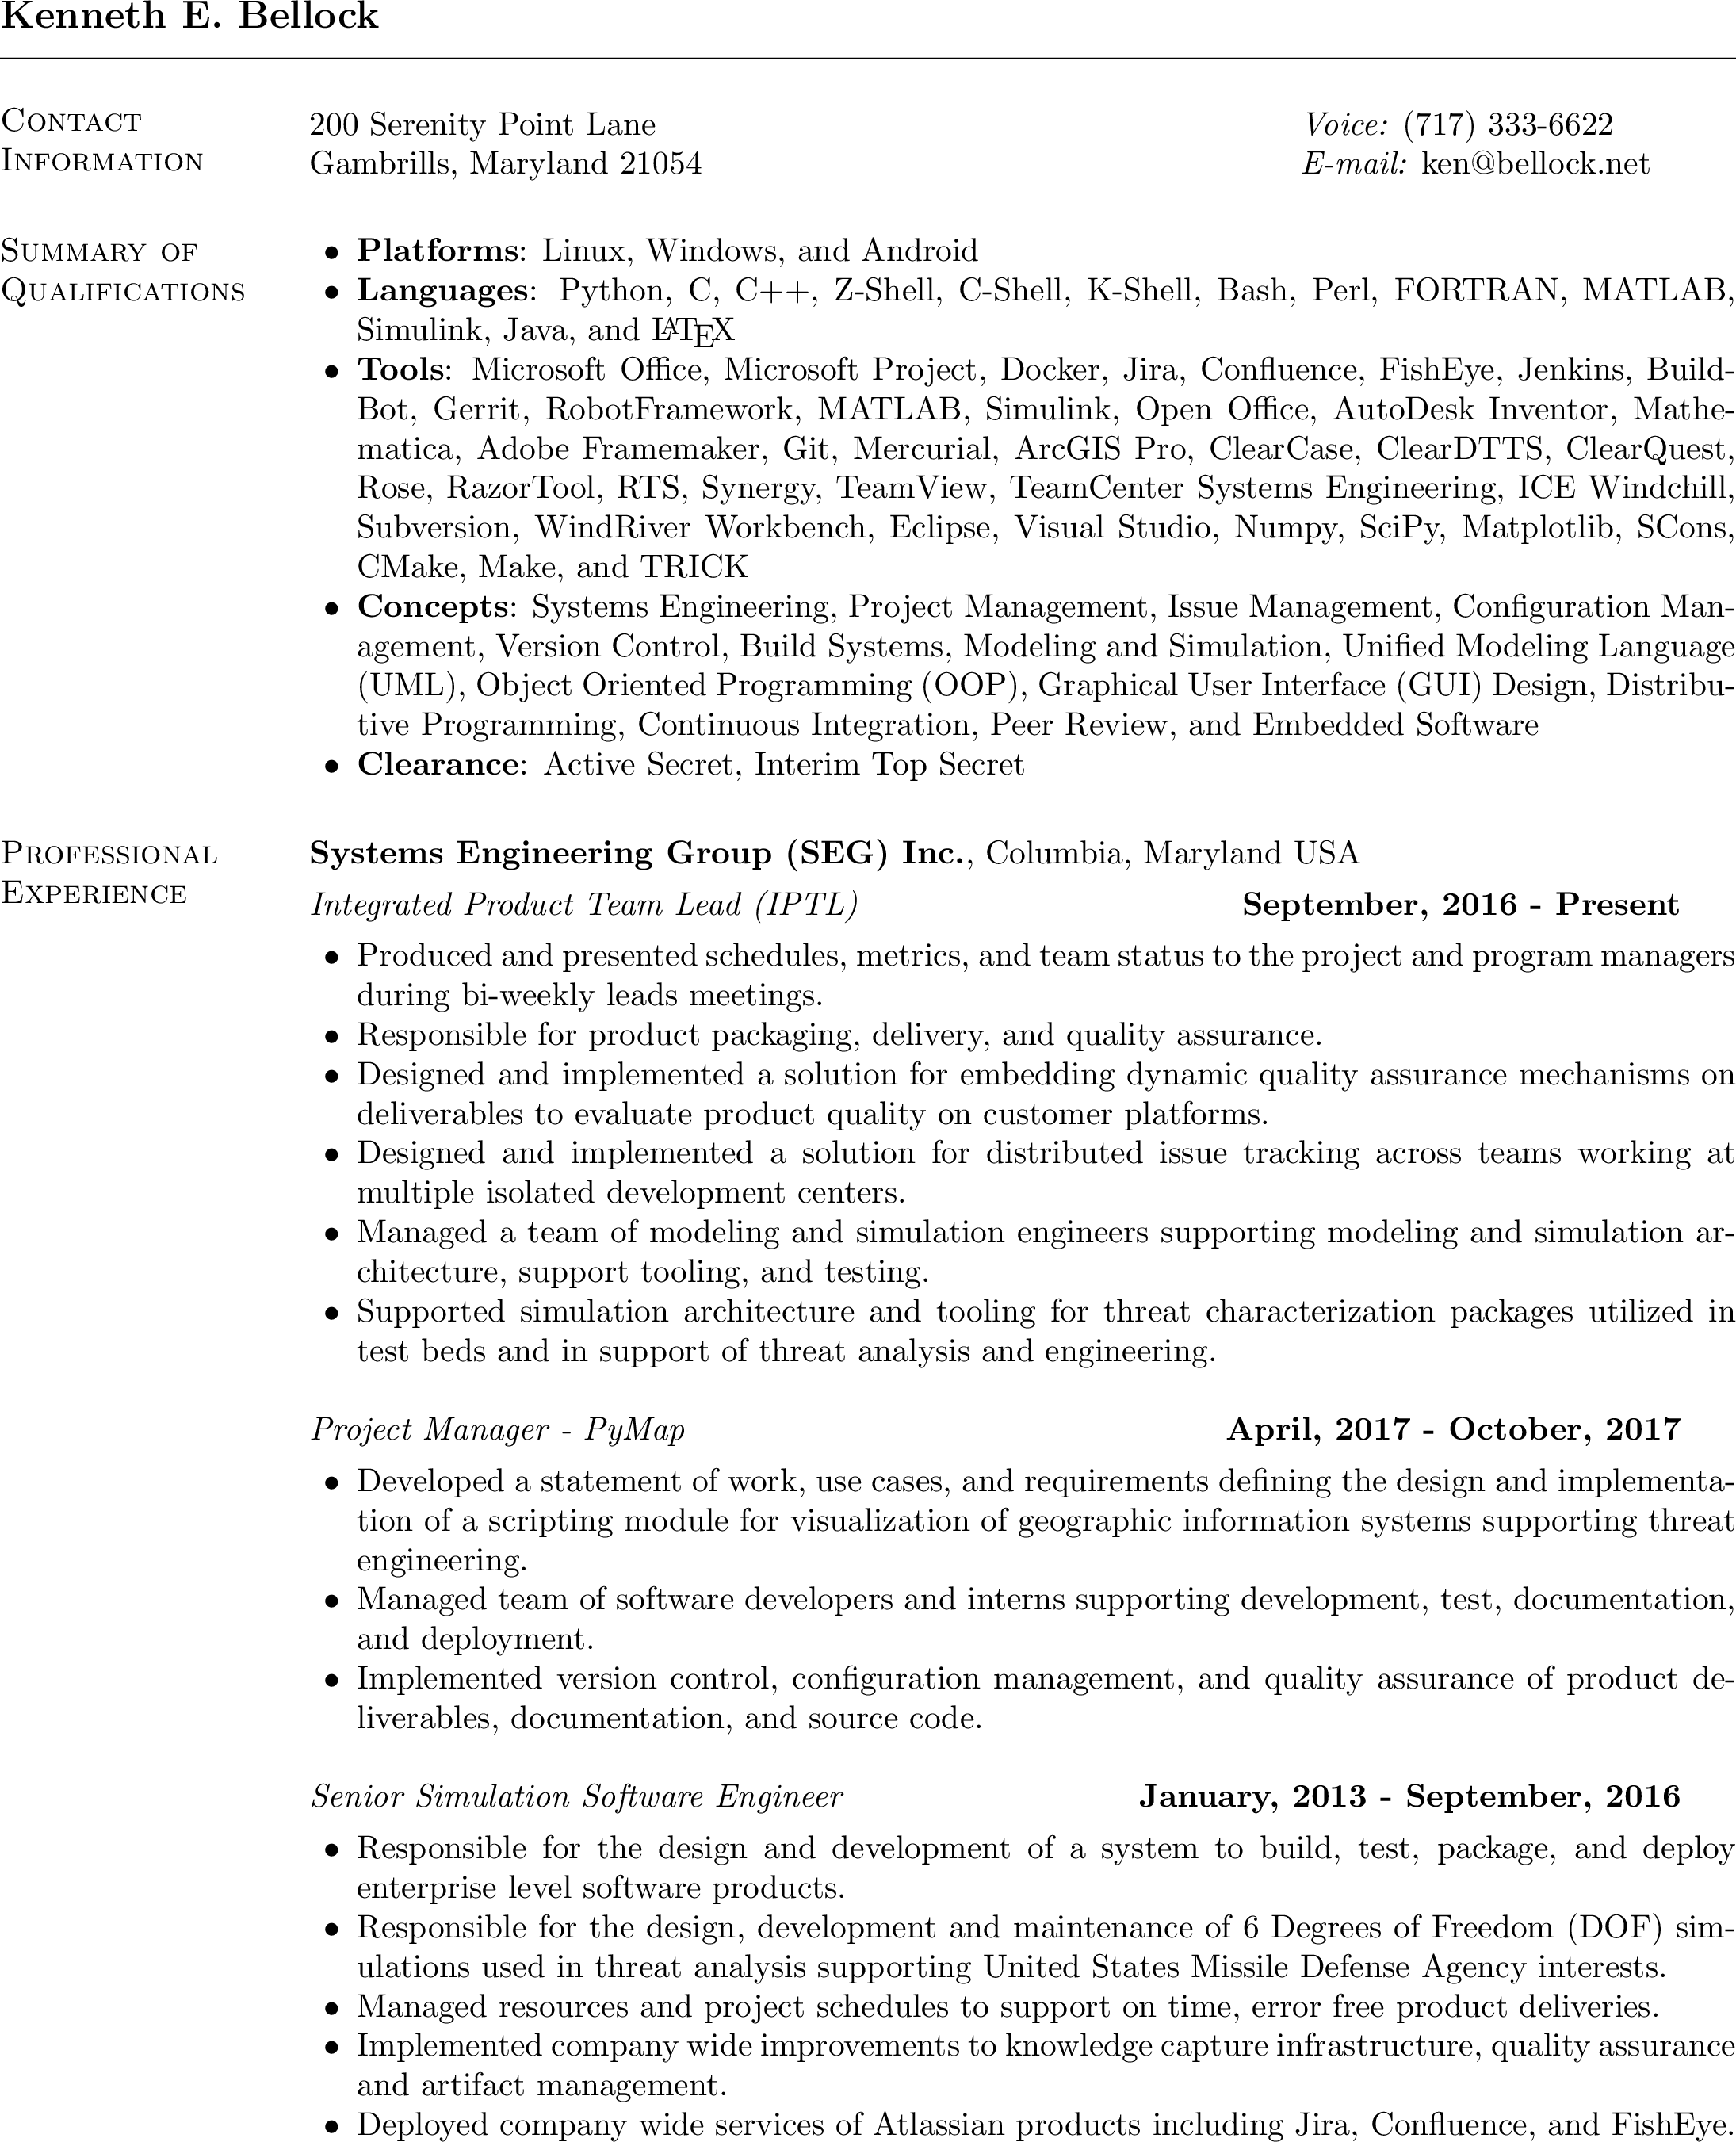 Kenneth E. Bellock
Contact
Information
200 Serenity Point Lane
Gambrills, Maryland 21054
Voice: (717) 333-6622
E-mail: ken@bellock.net
Summary of
Qualifications
• Platforms: Linux, Windows, and Android
• Languages: Python, C, C++, Z-Shell, C-Shell, K-Shell, Bash, Perl, FORTRAN, MATLAB,
Simulink, Java, and LATEX
• Tools: Microsoft Office, Microsoft Project, Docker, Jira, Confluence, FishEye, Jenkins, Build-
Bot, Gerrit, RobotFramework, MATLAB, Simulink, Open Office, AutoDesk Inventor, Mathe-
matica, Adobe Framemaker, Git, Mercurial, ArcGIS Pro, ClearCase, ClearDTTS, ClearQuest,
Rose, RazorTool, RTS, Synergy, TeamView, TeamCenter Systems Engineering, ICE Windchill,
Subversion, WindRiver Workbench, Eclipse, Visual Studio, Numpy, SciPy, Matplotlib, SCons,
CMake, Make, and TRICK
• Concepts: Systems Engineering, Project Management, Issue Management, Configuration Man-
agement, Version Control, Build Systems, Modeling and Simulation, Unified Modeling Language
(UML), Object Oriented Programming (OOP), Graphical User Interface (GUI) Design, Distribu-
tive Programming, Continuous Integration, Peer Review, and Embedded Software
• Clearance: Active Secret, Interim Top Secret
Professional
Experience
Systems Engineering Group (SEG) Inc., Columbia, Maryland USA
Integrated Product Team Lead (IPTL) September, 2016 - Present
• Produced and presented schedules, metrics, and team status to the project and program managers
during bi-weekly leads meetings.
• Responsible for product packaging, delivery, and quality assurance.
• Designed and implemented a solution for embedding dynamic quality assurance mechanisms on
deliverables to evaluate product quality on customer platforms.
• Designed and implemented a solution for distributed issue tracking across teams working at
multiple isolated development centers.
• Managed a team of modeling and simulation engineers supporting modeling and simulation ar-
chitecture, support tooling, and testing.
• Supported simulation architecture and tooling for threat characterization packages utilized in
test beds and in support of threat analysis and engineering.
Project Manager - PyMap April, 2017 - October, 2017
• Developed a statement of work, use cases, and requirements defining the design and implementa-
tion of a scripting module for visualization of geographic information systems supporting threat
engineering.
• Managed team of software developers and interns supporting development, test, documentation,
and deployment.
• Implemented version control, configuration management, and quality assurance of product de-
liverables, documentation, and source code.
Senior Simulation Software Engineer January, 2013 - September, 2016
• Responsible for the design and development of a system to build, test, package, and deploy
enterprise level software products.
• Responsible for the design, development and maintenance of 6 Degrees of Freedom (DOF) sim-
ulations used in threat analysis supporting United States Missile Defense Agency interests.
• Managed resources and project schedules to support on time, error free product deliveries.
• Implemented company wide improvements to knowledge capture infrastructure, quality assurance
and artifact management.
• Deployed company wide services of Atlassian products including Jira, Confluence, and FishEye.